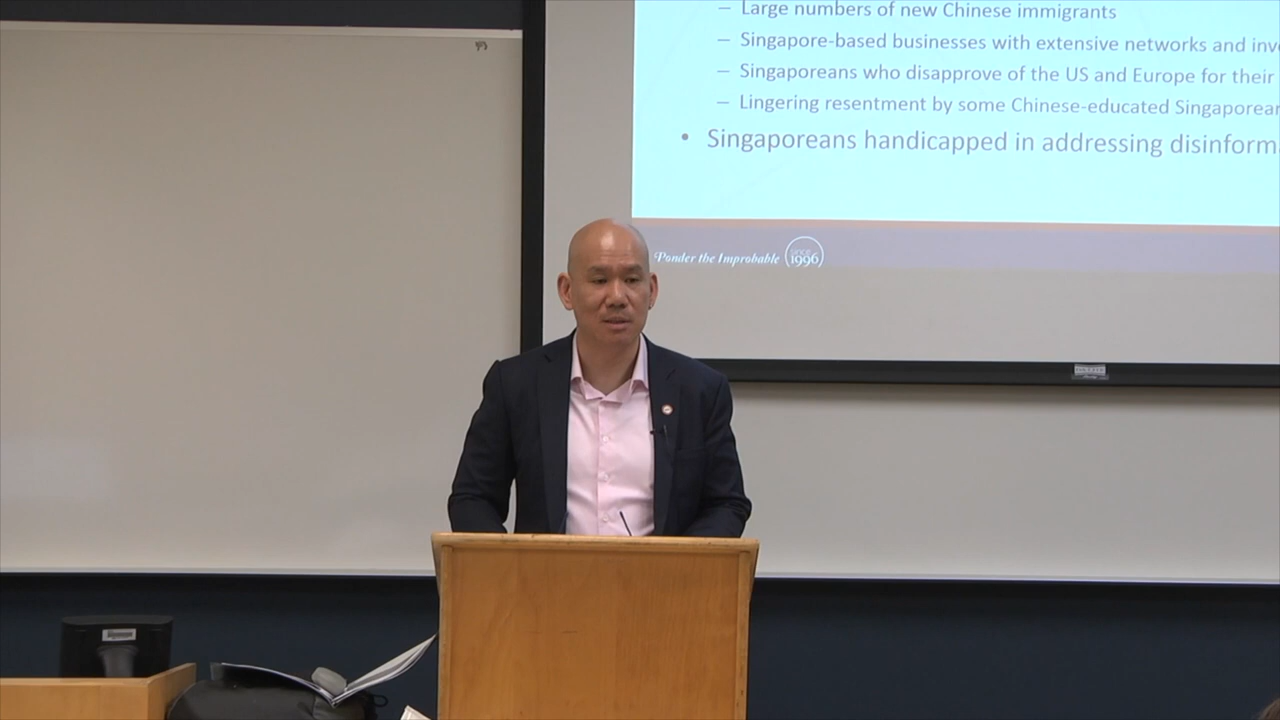 – Large numbers of new Chinese immigrants
– Singapore-based businesses with extensive networks and inv
– Singaporeans who disapprove of the US and Europe for their
– Lingering resentment by some Chinese-educated Singaporean
• Singaporeans handicapped in addressing disinform
Ponder the Improbable since 1996